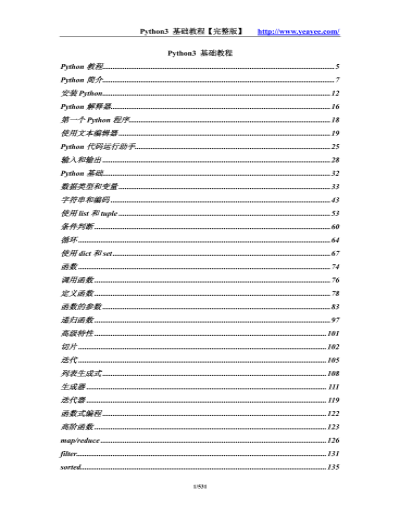 Python3 基础教程【完整版】 http://www.yeayee.com/
Python3 基础教程
Python 教程 5
Python 简介 7
安装 Python 12
Python 解释器 16
第一个 Python 程序 18
使用文本编辑器 19
Python 代码运行助手 25
输入和输出 28
Python 基础 32
数据类型和变量 33
字符串和编码 43
使用 list 和 tuple 53
条件判断 60
循环 64
使用 dict 和 set 67
函数 74
调用函数 76
定义函数 78
函数的参数 83
递归函数 97
高级特性 101
切片 102
迭代 105
列表生成式 108
生成器 111
迭代器 119
函数式编程 122
高阶函数 123
map/reduce 126
filter 131
sorted 135
1/531